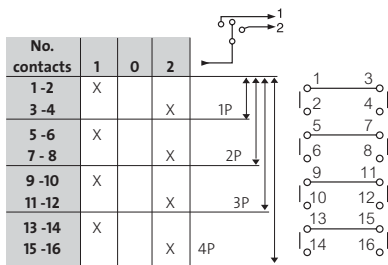 1
2
No.
contacts 1 0 2
1 -2 X
3 -4 X 1P
5 -6 X
7 - 8 X 2P
9 -10 X
11 -12 X 3P
13 -14 X
15 -16 X 4P
1 3
2 4
5 7
6 8
9 11
10 12
13 15
14 16